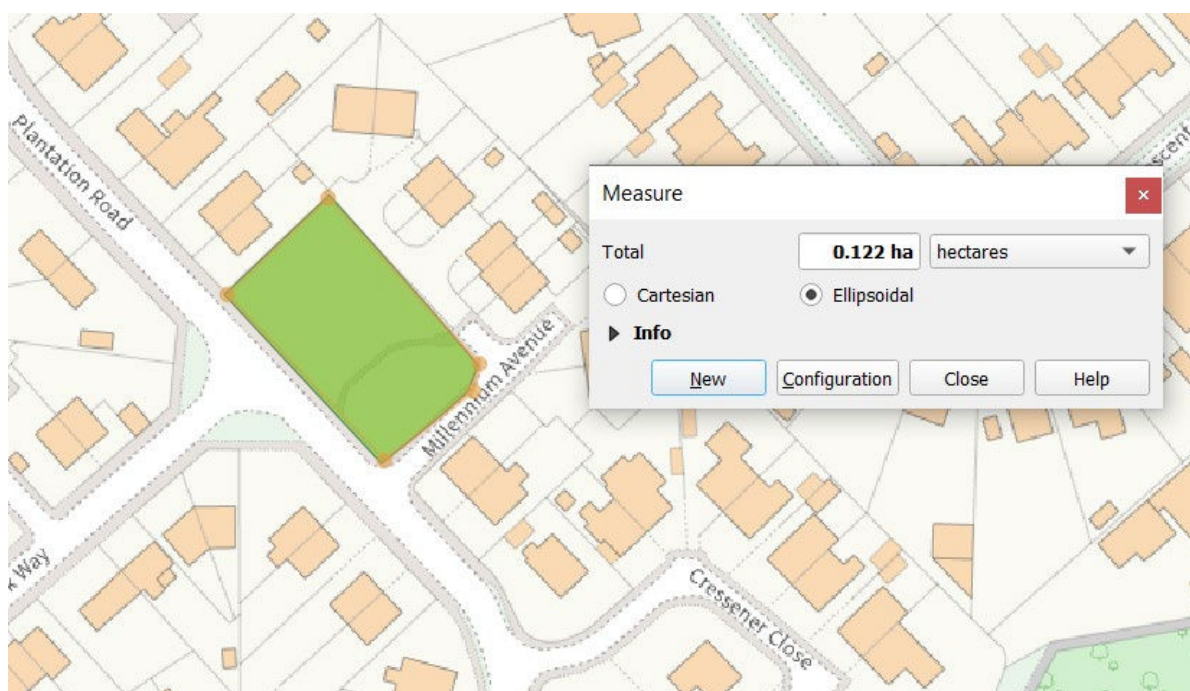 Plantation Road
scent
Measure
Total
0.122 ha
hectares
Cartesian
Ellipsoidal
Info
New
Configuration
Close
Help
Millennium Avenue
Way
Cressener Close